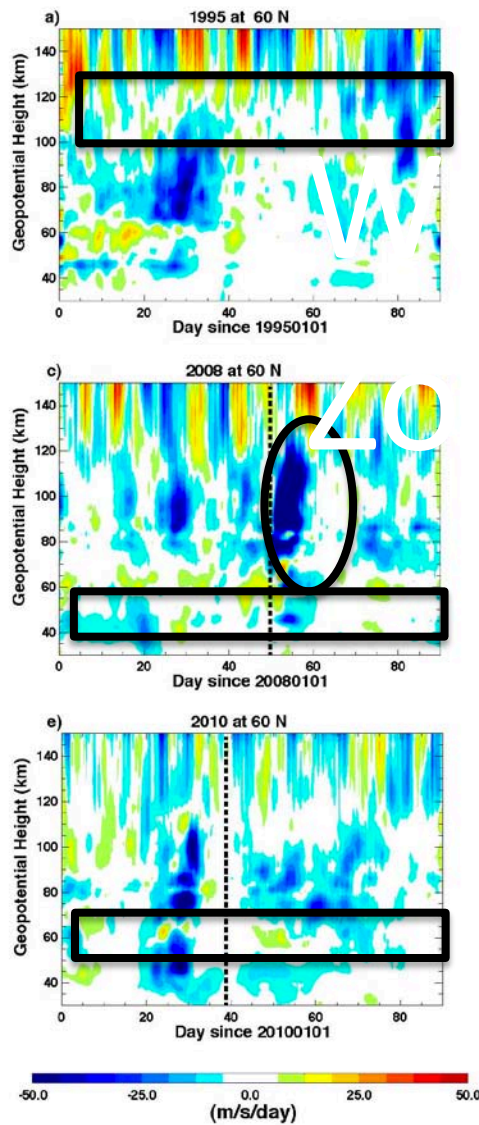 a) 1995 at 60 N
Geopotential Height (km)
140
120
100
80
60
40
0 20 40 60 80
Day since 19950101
W
c) 2008 at 60 N
zo
Geopotential Height (km)
140
120
100
80
60
40
0 20 40 60 80
Day since 20080101
e) 2010 at 60 N
Geopotential Height (km)
140
120
100
80
60
40
0 20 40 60 80
Day since 20100101
-50.0 -25.0 0.0 25.0 50.0
(m/s/day)